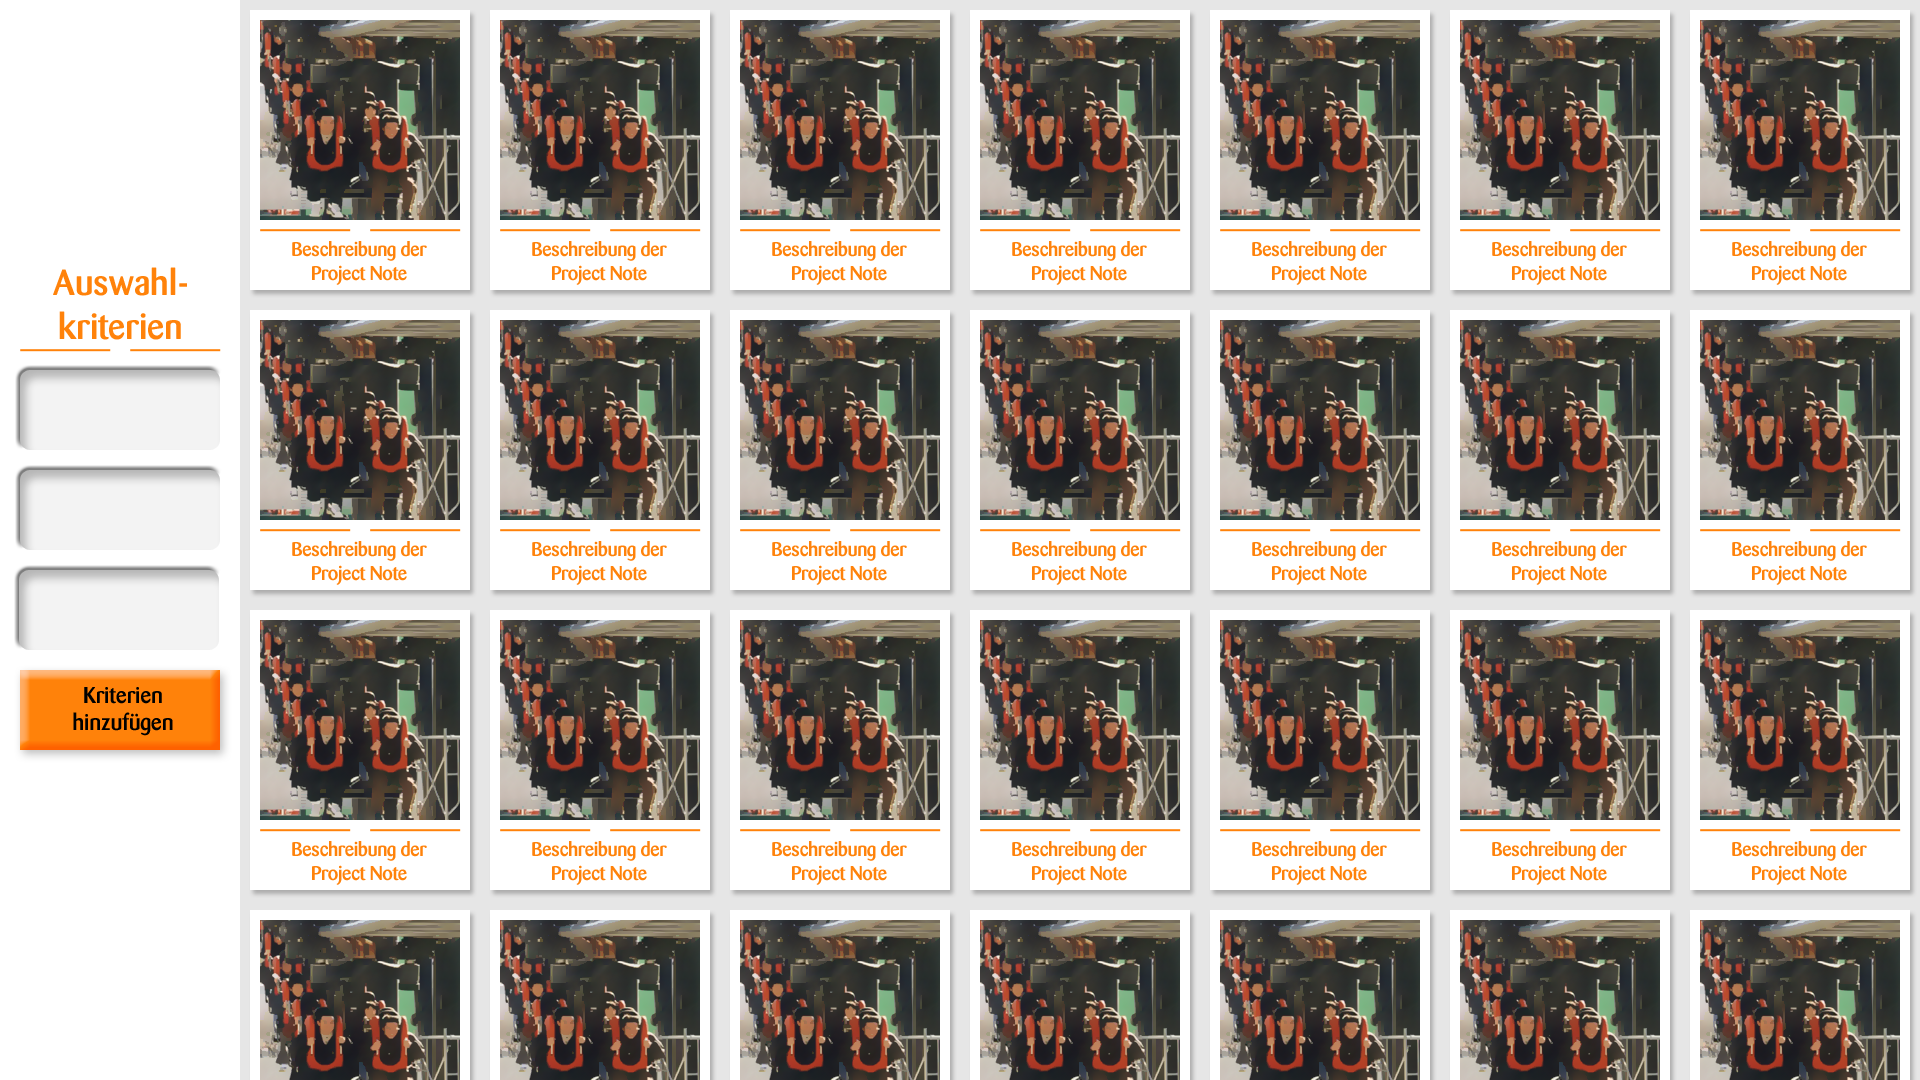 Auswahl-
kriterien
Kriterien
hinzufügen
Beschreibung der
Project Note
Beschreibung der
Project Note
Beschreibung der
Project Note
Beschreibung der
Project Note
Beschreibung der
Project Note
Beschreibung der
Project Note
Beschreibung der
Project Note
Beschreibung der
Project Note
Beschreibung der
Project Note
Beschreibung der
Project Note
Beschreibung der
Project Note
Beschreibung der
Project Note
Beschreibung der
Project Note
Beschreibung der
Project Note
Beschreibung der
Project Note
Beschreibung der
Project Note
Beschreibung der
Project Note
Beschreibung der
Project Note
Beschreibung der
Project Note
Beschreibung der
Project Note
Beschreibung der
Project Note